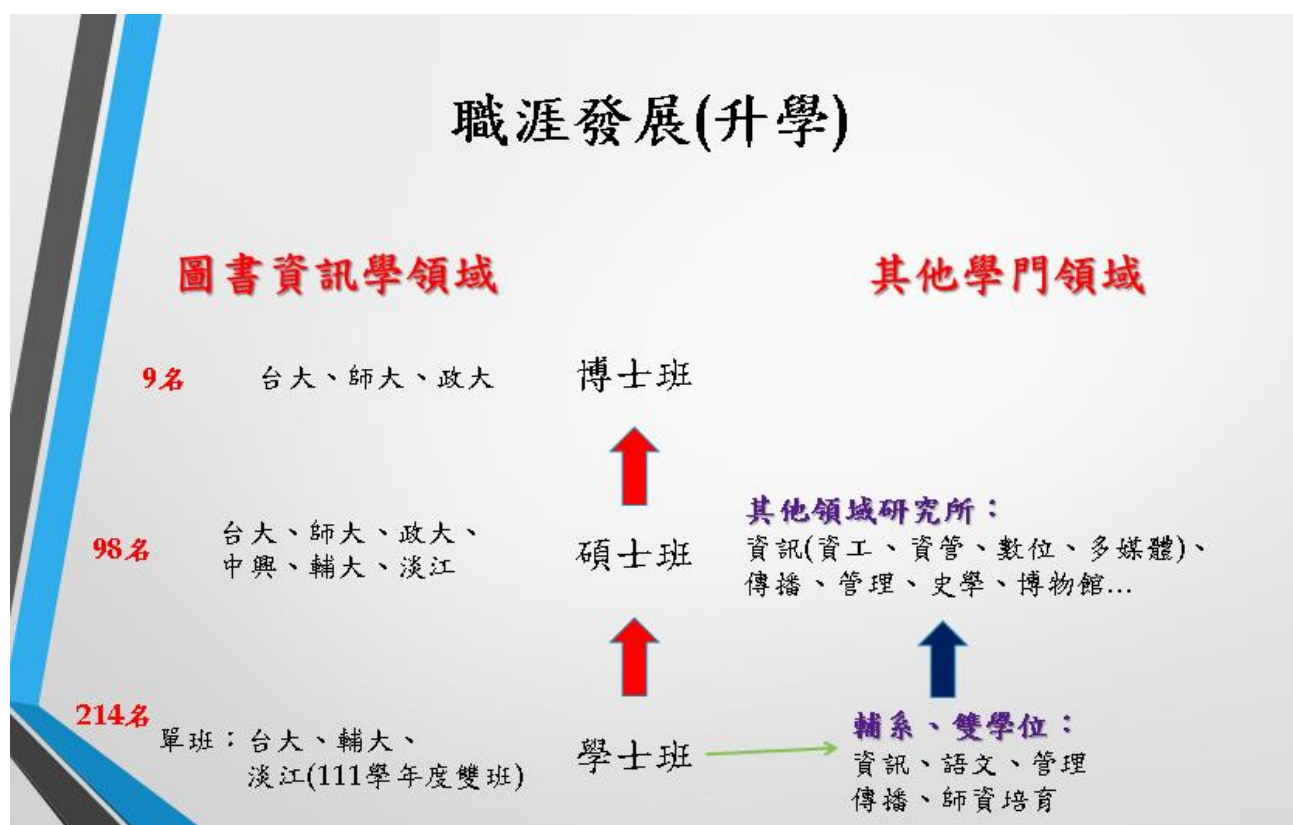 職涯發展(升學)
圖書資訊學領域
其他學門領域
9名
台大、師大、政大
博士班
98名
台大、師大、政大、
中興、輔大、淡江
碩士班
其他領域研究所：
資訊(資工、資管、數位、多媒體)、
傳播、管理、史學、博物館...
214名
單班：台大、輔大、
淡江(111學年度雙班)
學士班
輔系、雙學位：
資訊、語文、管理
傳播、師資培育